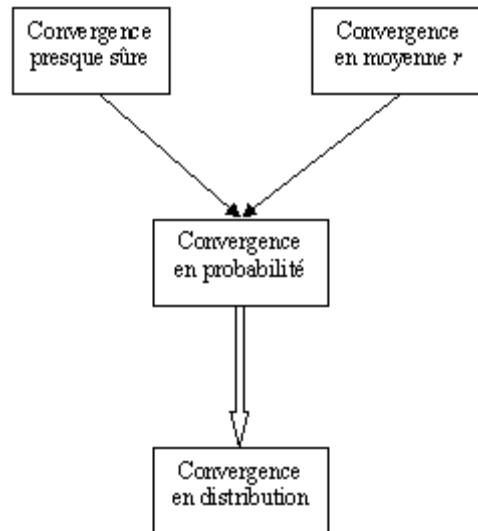 Convergence
presque sûre
Convergence
en moyenne r
Convergence
en probabilité
Convergence
en distribution